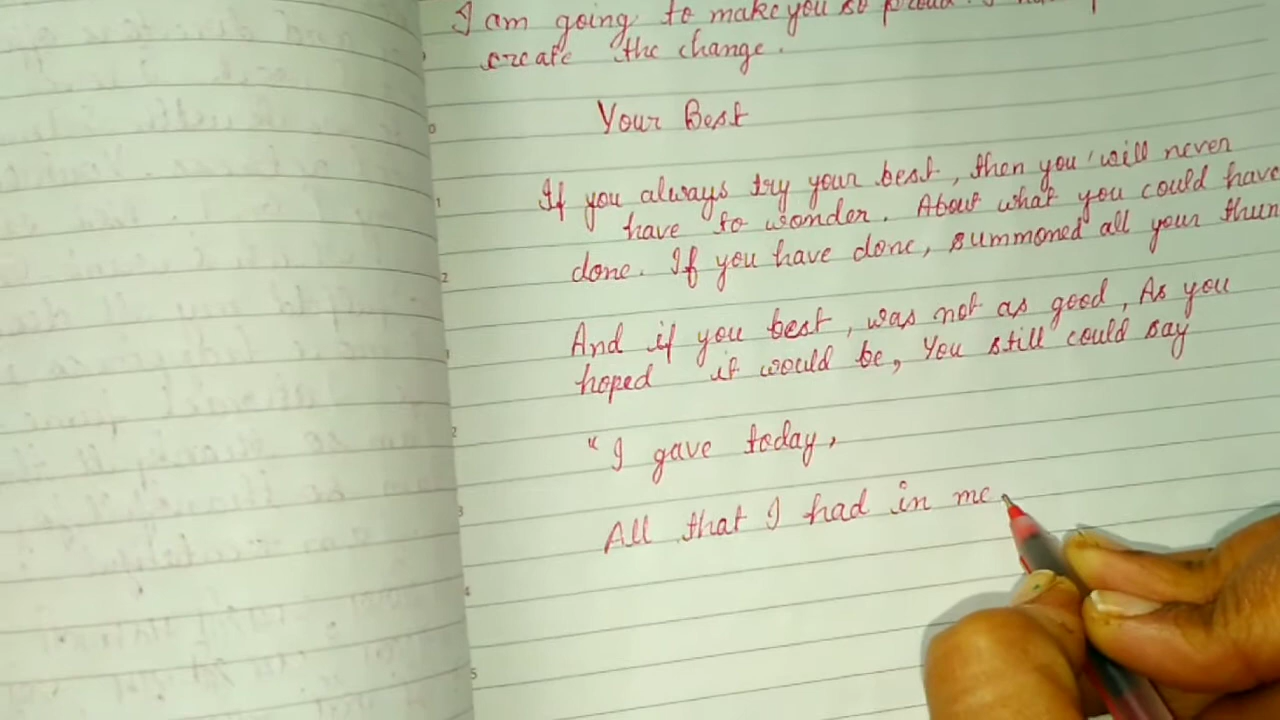 I am going to make you so proud.
create the change.
Your Best
If you always try your best, then you will never
have to wonder. About what you could have
done. If you have done, summoned all your thun
And if you best, was not as good, As you
hoped it would be, You still could say
"I gave today,
All that I had in me